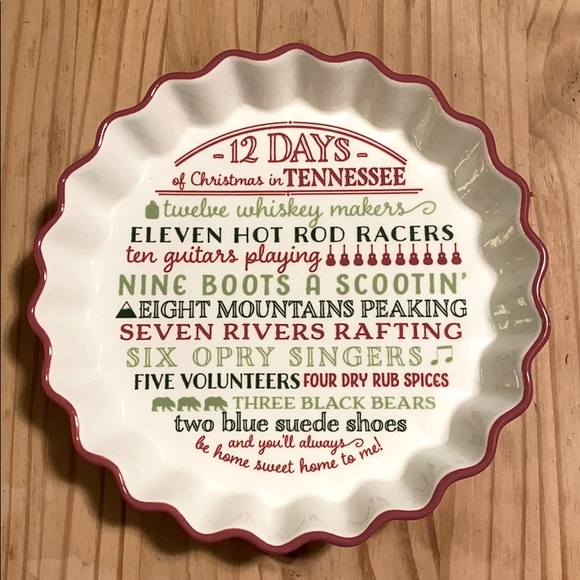 - 12 DAYS -
of Christmas in TENNESSEE
twelve whiskey makers
ELEVEN HOT ROD RACERS
ten guitars playing
NINE BOOTS A SCOOTIN'
EIGHT MOUNTAINS PEAKING
SEVEN RIVERS RAFTING
SIX OPRY SINGERS
FIVE VOLUNTEERS FOUR DRY RUB SPICES
THREE BLACK BEARS
two blue suede shoes
and you'll always
be home sweet home to me!